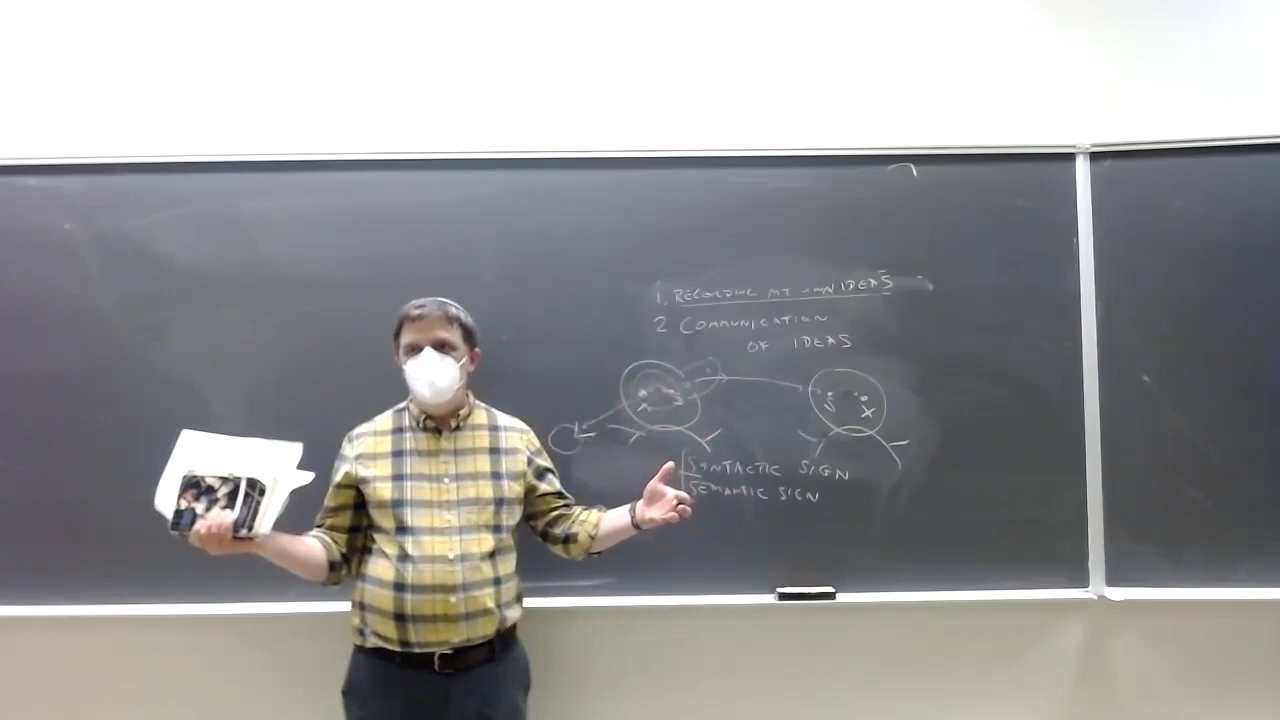 1. RECORDING MY OWN IDEAS
2 COMMUNICATION
OF IDEAS
SYNTACTIC SIGN
SEMANTIC SIGN